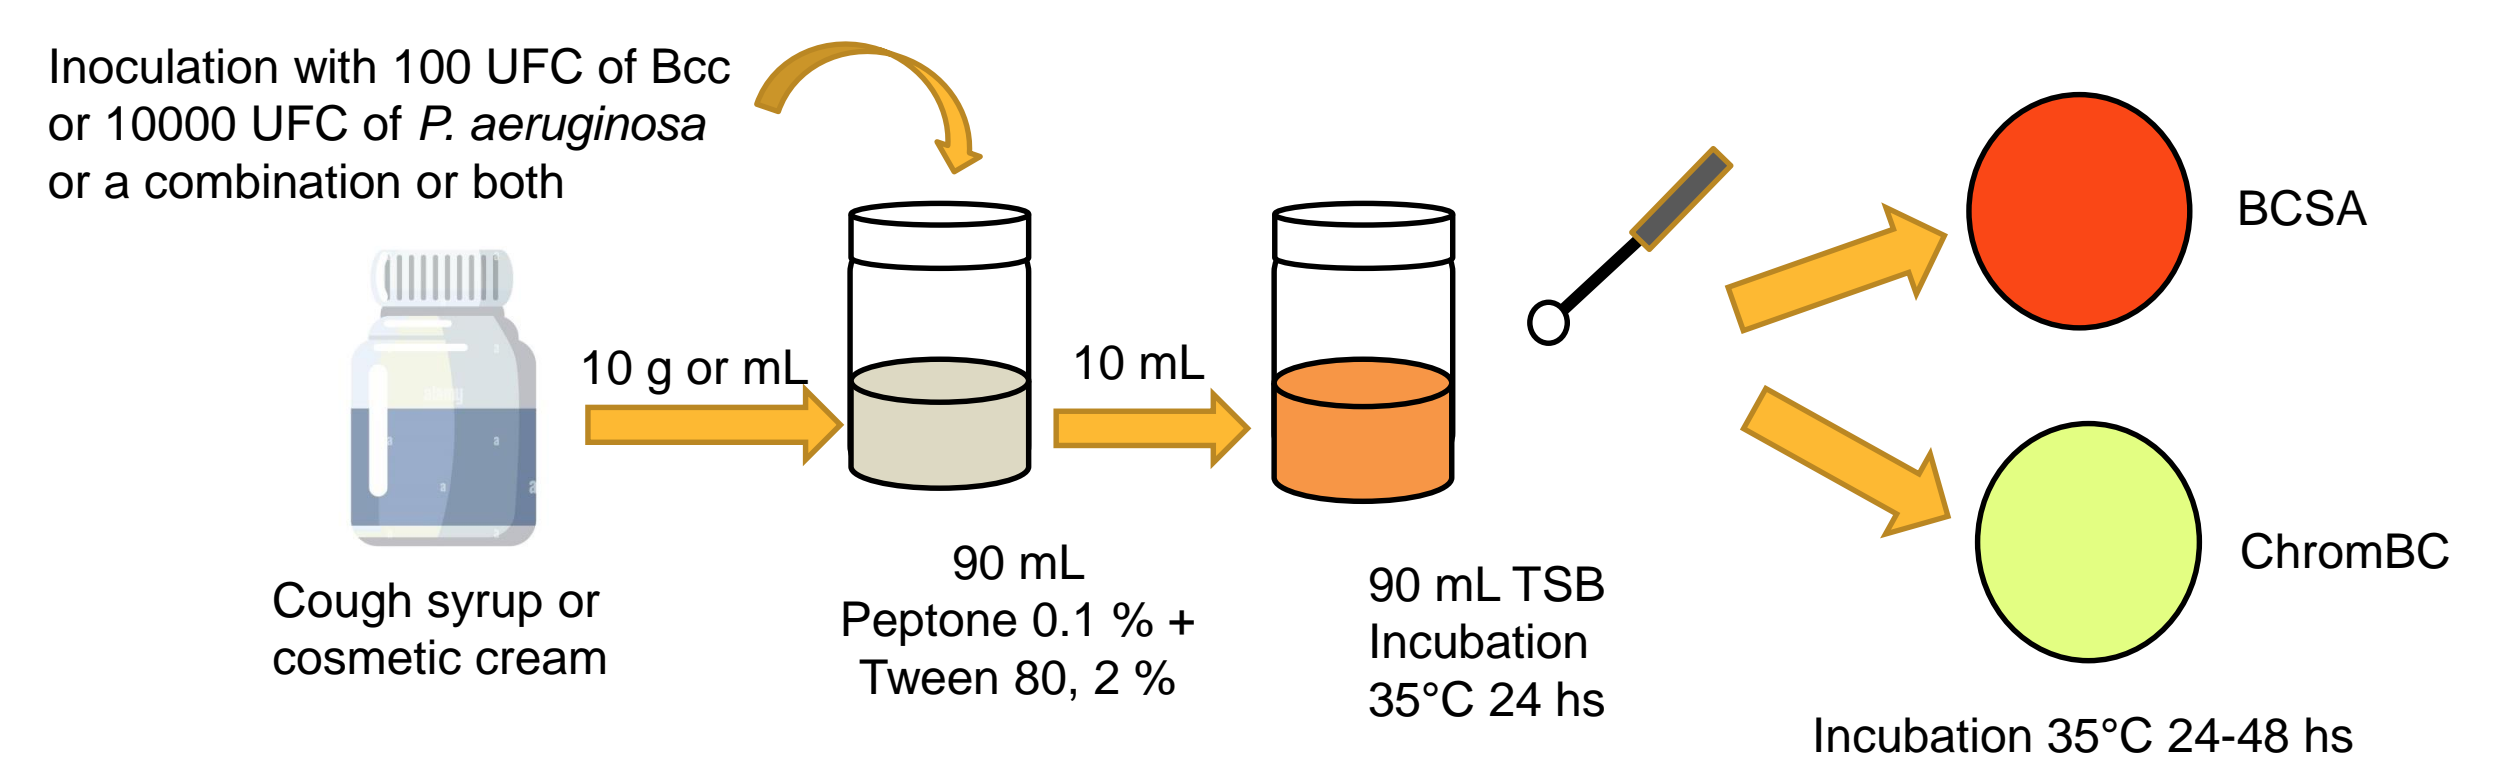 Inoculation with 100 UFC of Bcc
or 10000 UFC of P. aeruginosa
or a combination or both
10 g or mL
10 mL
BCSA
ChromBC
Cough syrup or
cosmetic cream
90 mL
Peptone 0.1 % +
Tween 80, 2 %
90 mL TSB
Incubation
35°C 24 hs
Incubation 35°C 24-48 hs
alamy
a
a
a
a
a
a